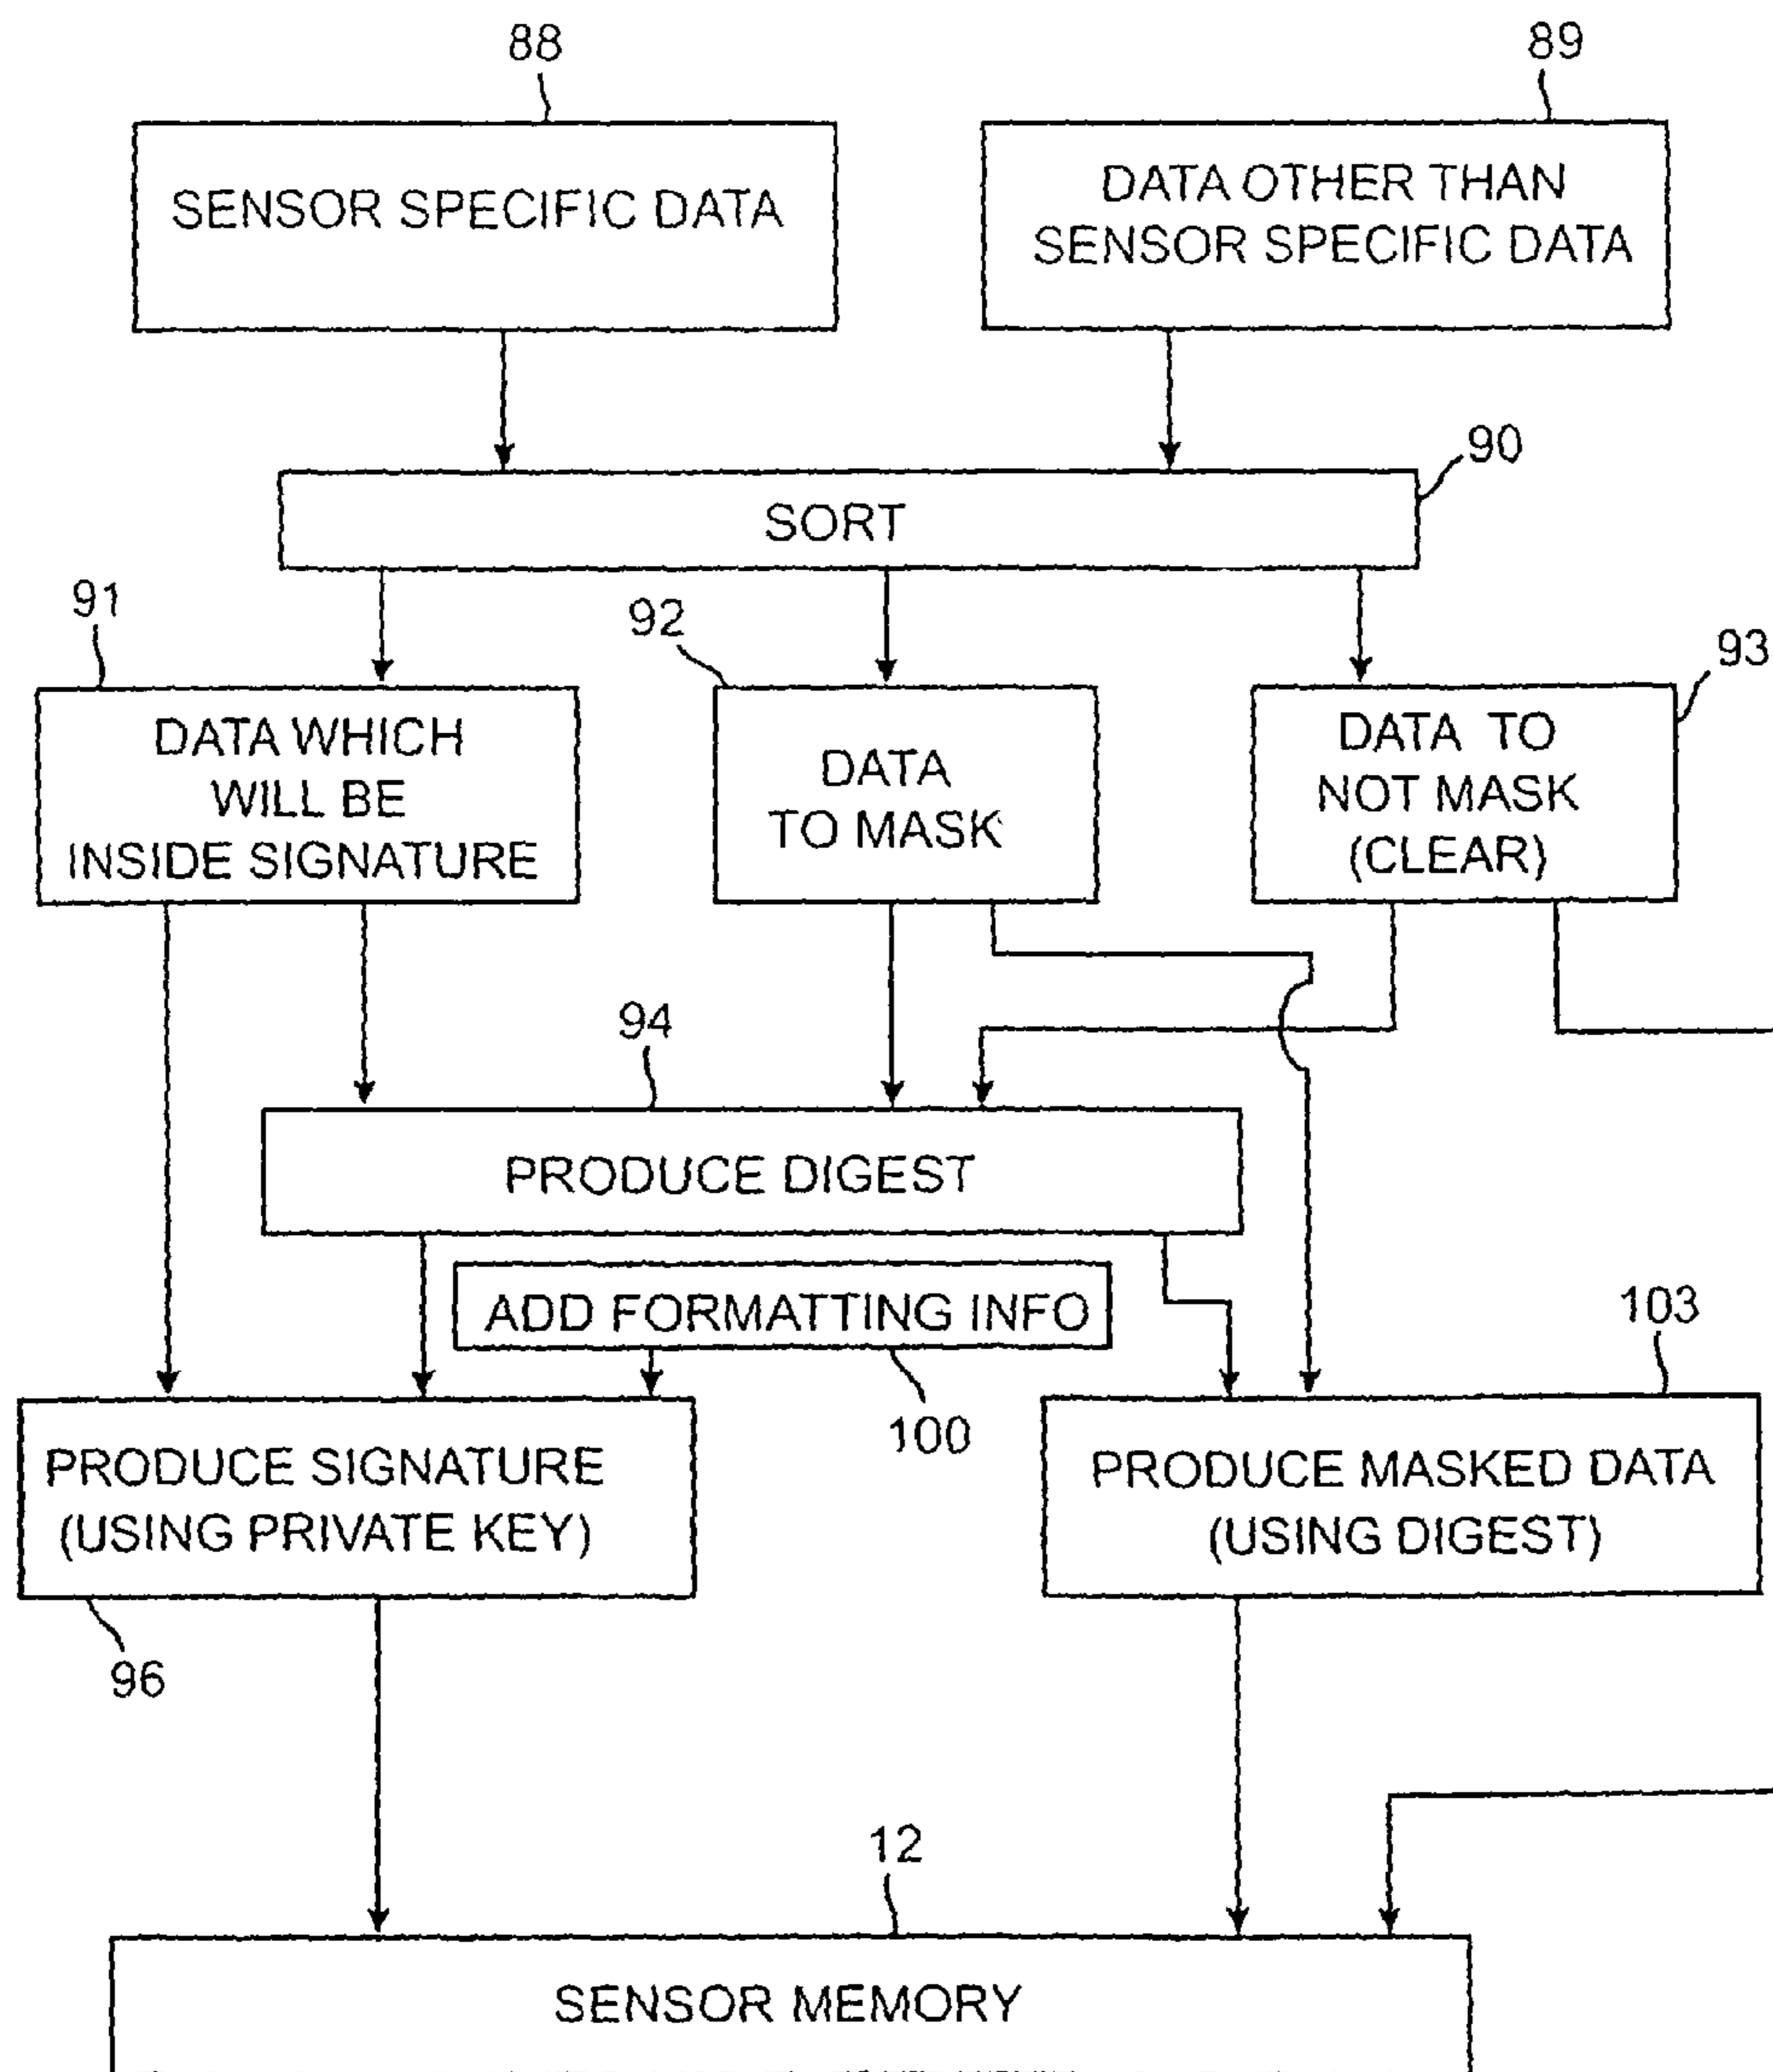 88
89
SENSOR SPECIFIC DATA
DATA OTHER THAN
SENSOR SPECIFIC DATA
90
SORT
91
92
93
DATA WHICH
WILL BE
INSIDE SIGNATURE
DATA
TO MASK
DATA TO
NOT MASK
(CLEAR)
94
PRODUCE DIGEST
ADD FORMATTING INFO
103
100
PRODUCE SIGNATURE
(USING PRIVATE KEY)
PRODUCE MASKED DATA
(USING DIGEST)
96
12
SENSOR MEMORY